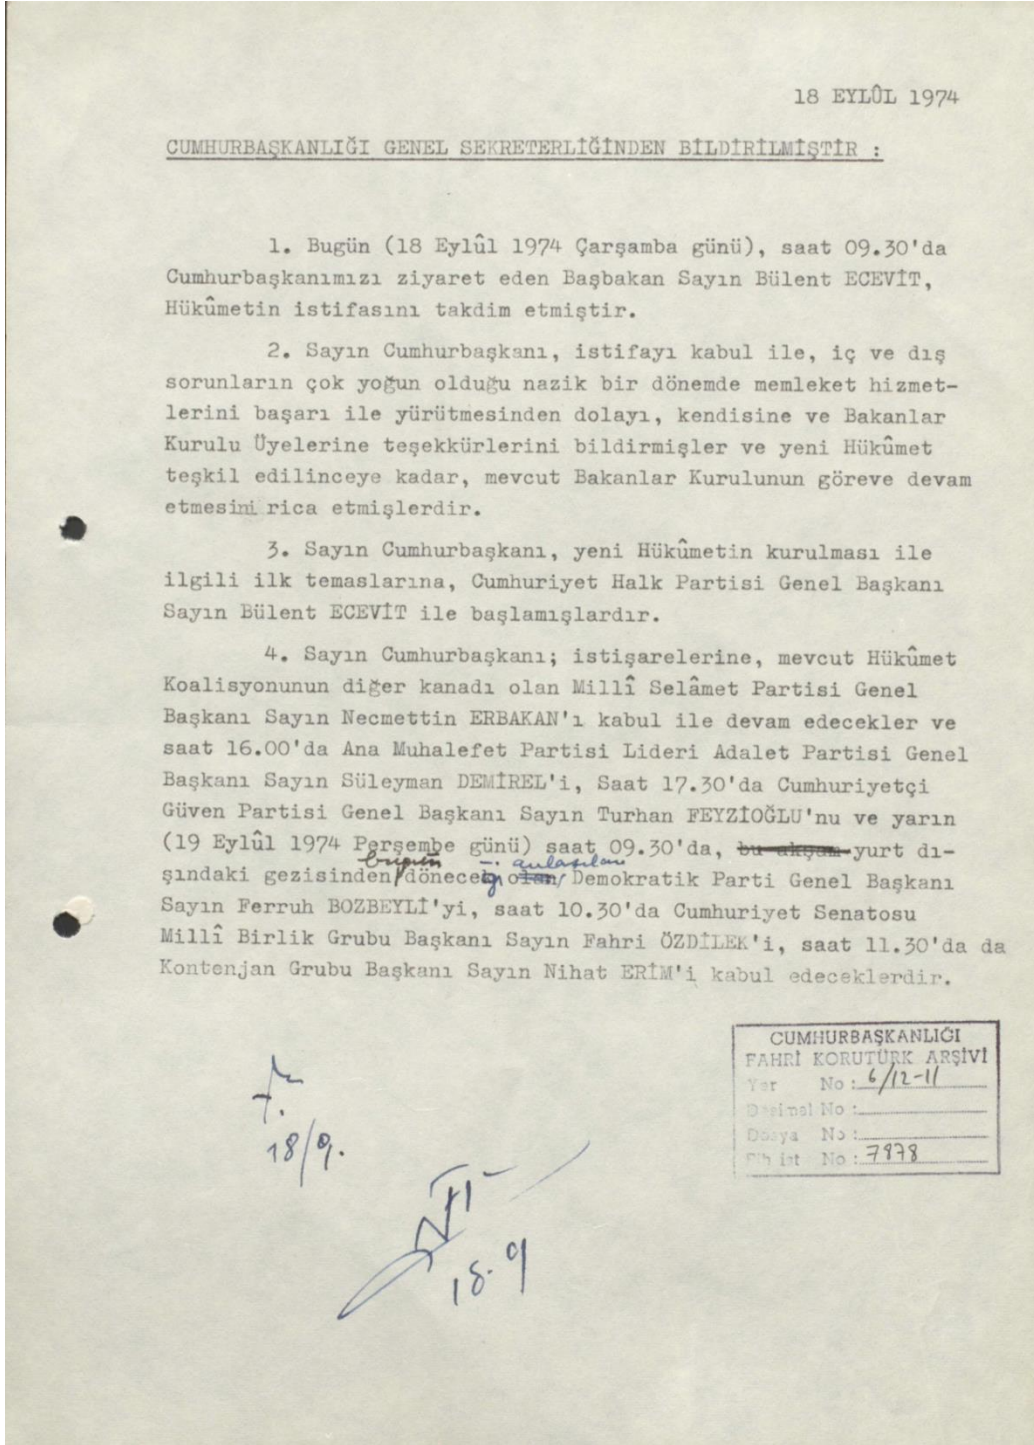 18 EYLÛL 1974
CUMHURBAŞKANLIĞI GENEL SEKRETERLİĞİNDEN BİLDİRİLMİŞTİR :
1. Bugün (18 Eylûl 1974 Çarşamba günü), saat 09.30'da
Cumhurbaşkanımızı ziyaret eden Başbakan Sayın Bülent ECEVİT,
Hükûmetin istifasını takdim etmiştir.
2. Sayın Cumhurbaşkanı, istifayı kabul ile, iç ve dış
sorunların çok yoğun olduğu nazik bir dönemde memleket hizmet-
lerini başarı ile yürütmesinden dolayı, kendisine ve Bakanlar
Kurulu Üyelerine teşekkürlerini bildirmişler ve yeni Hükûmet
teşkil edilinceye kadar, mevcut Bakanlar Kurulunun göreve devam
etmesini rica etmişlerdir.
3. Sayın Cumhurbaşkanı, yeni Hükûmetin kurulması ile
ilgili ilk temaslarına, Cumhuriyet Halk Partisi Genel Başkanı
Sayın Bülent ECEVİT ile başlamışlardır.
4. Sayın Cumhurbaşkanı; istişarelerine, mevcut Hükûmet
Koalisyonunun diğer kanadı olan Millî Selâmet Partisi Genel
Başkanı Sayın Necmettin ERBAKAN'ı kabul ile devam edecekler ve
saat 16.00'da Ana Muhalefet Partisi Lideri Adalet Partisi Genel
Başkanı Sayın Süleyman DEMİREL'i, Saat 17.30'da Cumhuriyetçi
Güven Partisi Genel Başkanı Sayın Turhan FEYZİOĞLU'nu ve yarın
(19 Eylûl 1974 Perşembe günü) saat 09.30'da, bu akşam yurt dı-
bugün anlaşılan
şındaki gezisinden döneceği olan Demokratik Parti Genel Başkanı
Sayın Ferruh BOZBEYLİ'yi, saat 10.30'da Cumhuriyet Senatosu
Millî Birlik Grubu Başkanı Sayın Fahri ÖZDİLEK'i, saat 11.30'da da
Kontenjan Grubu Başkanı Sayın Nihat ERİM'i kabul edeceklerdir.
CUMHURBAŞKANLIĞI
FAHRİ KORUTÜRK ARŞİVİ
Yer No : 6/12-11
Desimal No :
Dosya No :
Fihrist No : 7978
18/9.
18.9